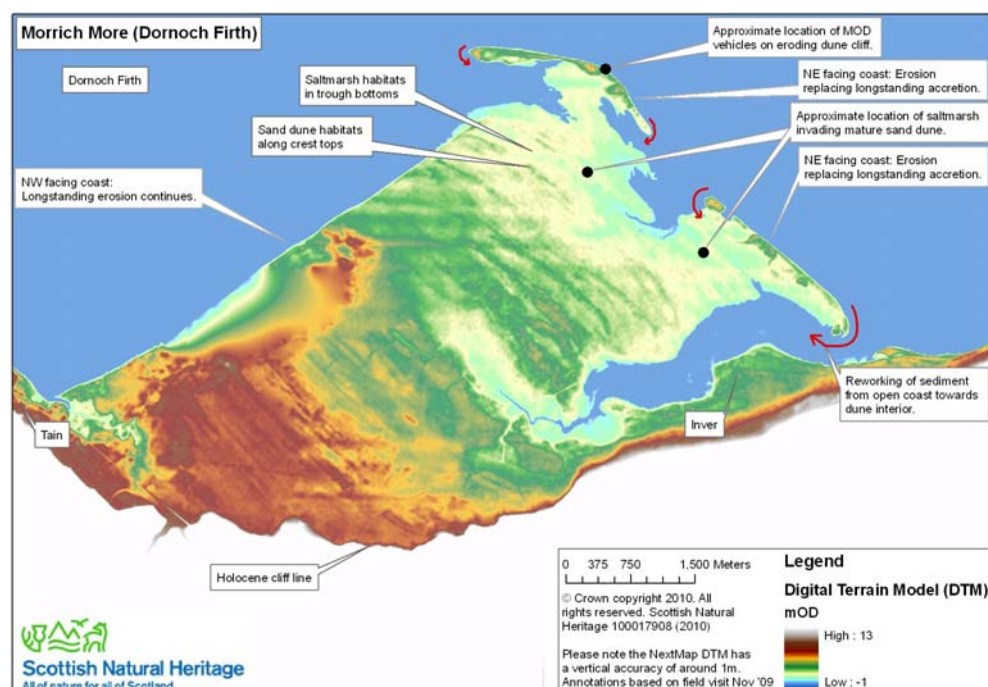 Morrich More (Dornoch Firth)
Dornoch Firth
Approximate location of MOD
vehicles on eroding dune cliff.
Saltmarsh habitats
in trough bottoms
NE facing coast: Erosion
replacing longstanding accretion.
Sand dune habitats
along crest tops
Approximate location of saltmarsh
invading mature sand dune.
NW facing coast:
Longstanding erosion continues.
NE facing coast: Erosion
replacing longstanding accretion.
Reworking of sediment
from open coast towards
dune interior.
Tain
Inver
Holocene cliff line
0 375 750 1,500 Meters
© Crown copyright 2010. All
rights reserved. Scottish Natural
Heritage 100017908 (2010)
Please note the NextMap DTM has
a vertical accuracy of around 1m.
Annotations based on field visit Nov '09
Legend
Digital Terrain Model (DTM)
mOD
High : 13
Low : -1
Scottish Natural Heritage
All of nature for all of Scotland